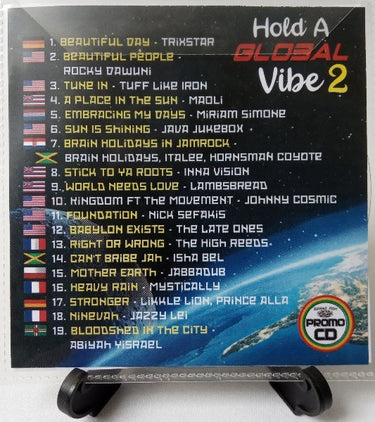 Hold A
GLOBAL
Vibe 2
1. BEAUTIFUL DAY - TRIXSTAR
2. BEAUTIFUL PEOPLE -
ROCKY DAWUNI
3. TUNE IN - TUFF LIKE IRON
4. A PLACE IN THE SUN - MAOLI
5. EMBRACING MY DAYS - MIRIAM SIMONE
6. SUN IS SHINING - JAVA JUKEBOX -
7. BRAIN HOLIDAYS IN JAMROCK -
BRAIN HOLIDAYS, ITALEE, HORNSMAN COYOTE
8. STICK TO YA ROOTS - INNA VISION
9. WORLD NEEDS LOVE - LAMBSBREAD
10. KINGDOM FT THE MOVEMENT - JOHNNY COSMIC
11. FOUNDATION - NICK SEFAKIS
12. BABYLON EXISTS - THE LATE ONES
13. RIGHT OR WRONG - THE HIGH REEDS
14. CAN'T BRIBE JAH - ISHA BEL
15. MOTHER EARTH - JABBADUB
16. HEAVY RAIN - MYSTICALLY
17. STRONGER - LIKKLE LION, PRINCE ALLA
18. NINEVAH - JAZZY LEI
19. BLOODSHED IN THE CITY -
ABIYAH YISRAEL
PROMO
CD